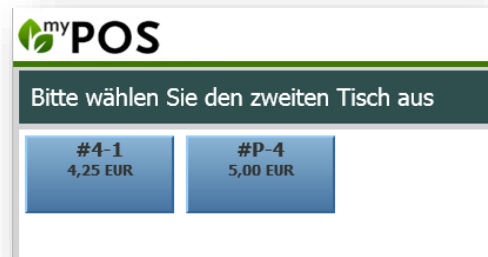 myPOS
Bitte wählen Sie den zweiten Tisch aus
#4-1
4,25 EUR
#P-4
5,00 EUR